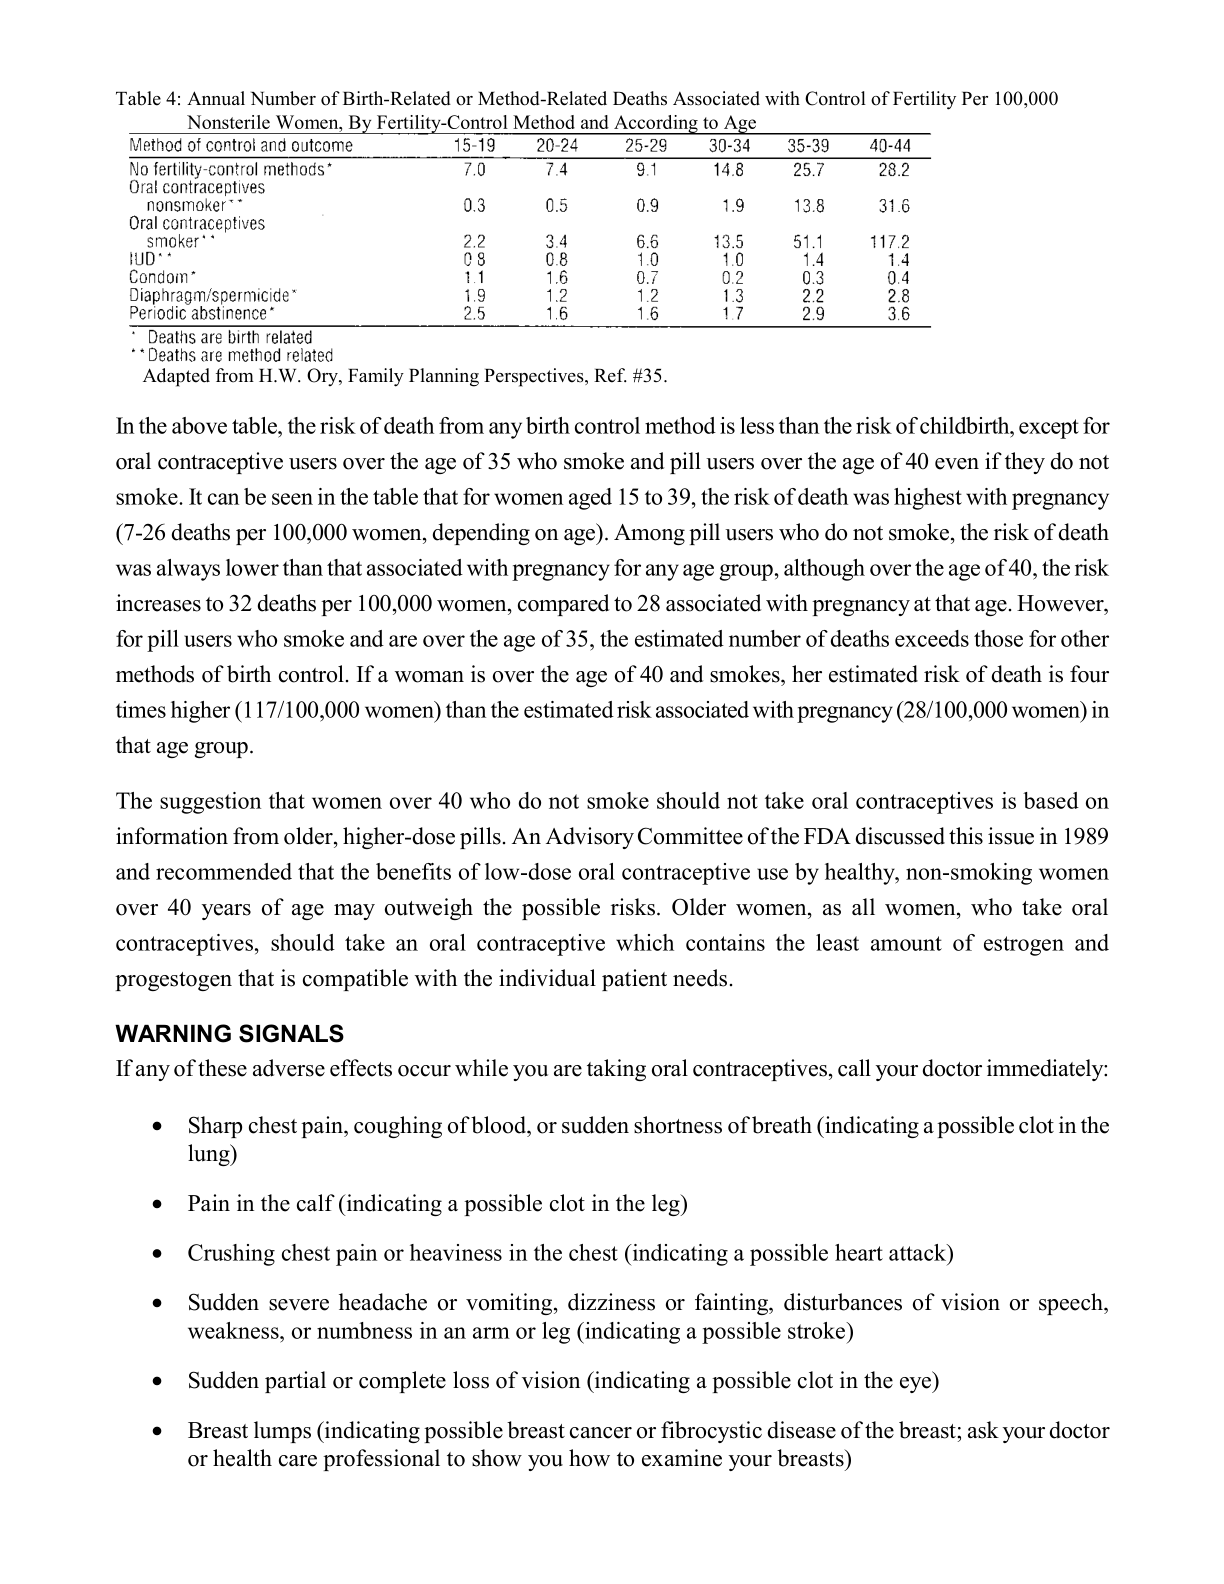 Table 4: Annual Number of Birth-Related or Method-Related Deaths Associated with Control of Fertility Per 100,000
Nonsterile Women, By Fertility-Control Method and According to Age
Method of control and outcome 15-19 20-24 25-29 30-34 35-39 40-44
No fertility-control methods* 7.0 7.4 9.1 14.8 25.7 28.2
Oral contraceptives
nonsmoker** 0.3 0.5 0.9 1.9 13.8 31.6
Oral contraceptives
smoker** 2.2 3.4 6.6 13.5 51.1 117.2
IUD** 0.8 0.8 1.0 1.0 1.4 1.4
Condom* 1.1 1.6 0.7 0.2 0.3 0.4
Diaphragm/spermicide* 1.9 1.2 1.2 1.3 2.2 2.8
Periodic abstinence* 2.5 1.6 1.6 1.7 2.9 3.6
* Deaths are birth related
** Deaths are method related
Adapted from H.W. Ory, Family Planning Perspectives, Ref. #35.
In the above table, the risk of death from any birth control method is less than the risk of childbirth, except for
oral contraceptive users over the age of 35 who smoke and pill users over the age of 40 even if they do not
smoke. It can be seen in the table that for women aged 15 to 39, the risk of death was highest with pregnancy
(7-26 deaths per 100,000 women, depending on age). Among pill users who do not smoke, the risk of death
was always lower than that associated with pregnancy for any age group, although over the age of 40, the risk
increases to 32 deaths per 100,000 women, compared to 28 associated with pregnancy at that age. However,
for pill users who smoke and are over the age of 35, the estimated number of deaths exceeds those for other
methods of birth control. If a woman is over the age of 40 and smokes, her estimated risk of death is four
times higher (117/100,000 women) than the estimated risk associated with pregnancy (28/100,000 women) in
that age group.
The suggestion that women over 40 who do not smoke should not take oral contraceptives is based on
information from older, higher-dose pills. An Advisory Committee of the FDA discussed this issue in 1989
and recommended that the benefits of low-dose oral contraceptive use by healthy, non-smoking women
over 40 years of age may outweigh the possible risks. Older women, as all women, who take oral
contraceptives, should take an oral contraceptive which contains the least amount of estrogen and
progestogen that is compatible with the individual patient needs.
WARNING SIGNALS
If any of these adverse effects occur while you are taking oral contraceptives, call your doctor immediately:
• Sharp chest pain, coughing of blood, or sudden shortness of breath (indicating a possible clot in the
lung)
• Pain in the calf (indicating a possible clot in the leg)
• Crushing chest pain or heaviness in the chest (indicating a possible heart attack)
• Sudden severe headache or vomiting, dizziness or fainting, disturbances of vision or speech,
weakness, or numbness in an arm or leg (indicating a possible stroke)
• Sudden partial or complete loss of vision (indicating a possible clot in the eye)
• Breast lumps (indicating possible breast cancer or fibrocystic disease of the breast; ask your doctor
or health care professional to show you how to examine your breasts)